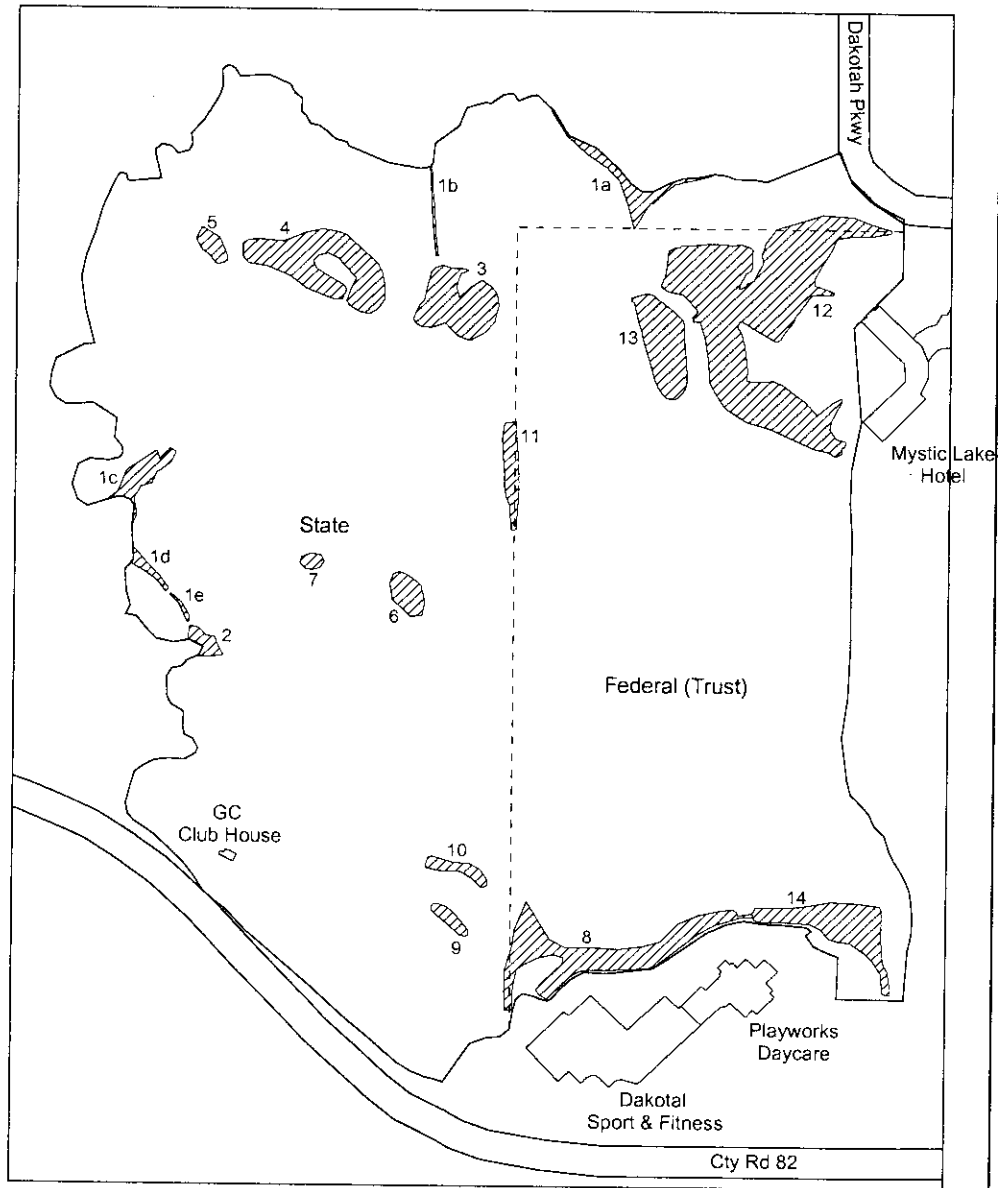 Dakotah Pkwy
1b
1a
5
4
3
12
13
11
Mystic Lake
Hotel
1c
State
1d
7
1e
6
2
Federal (Trust)
GC
Club House
10
14
9
8
Playworks
Daycare
Dakotal
Sport & Fitness
Cty Rd 82